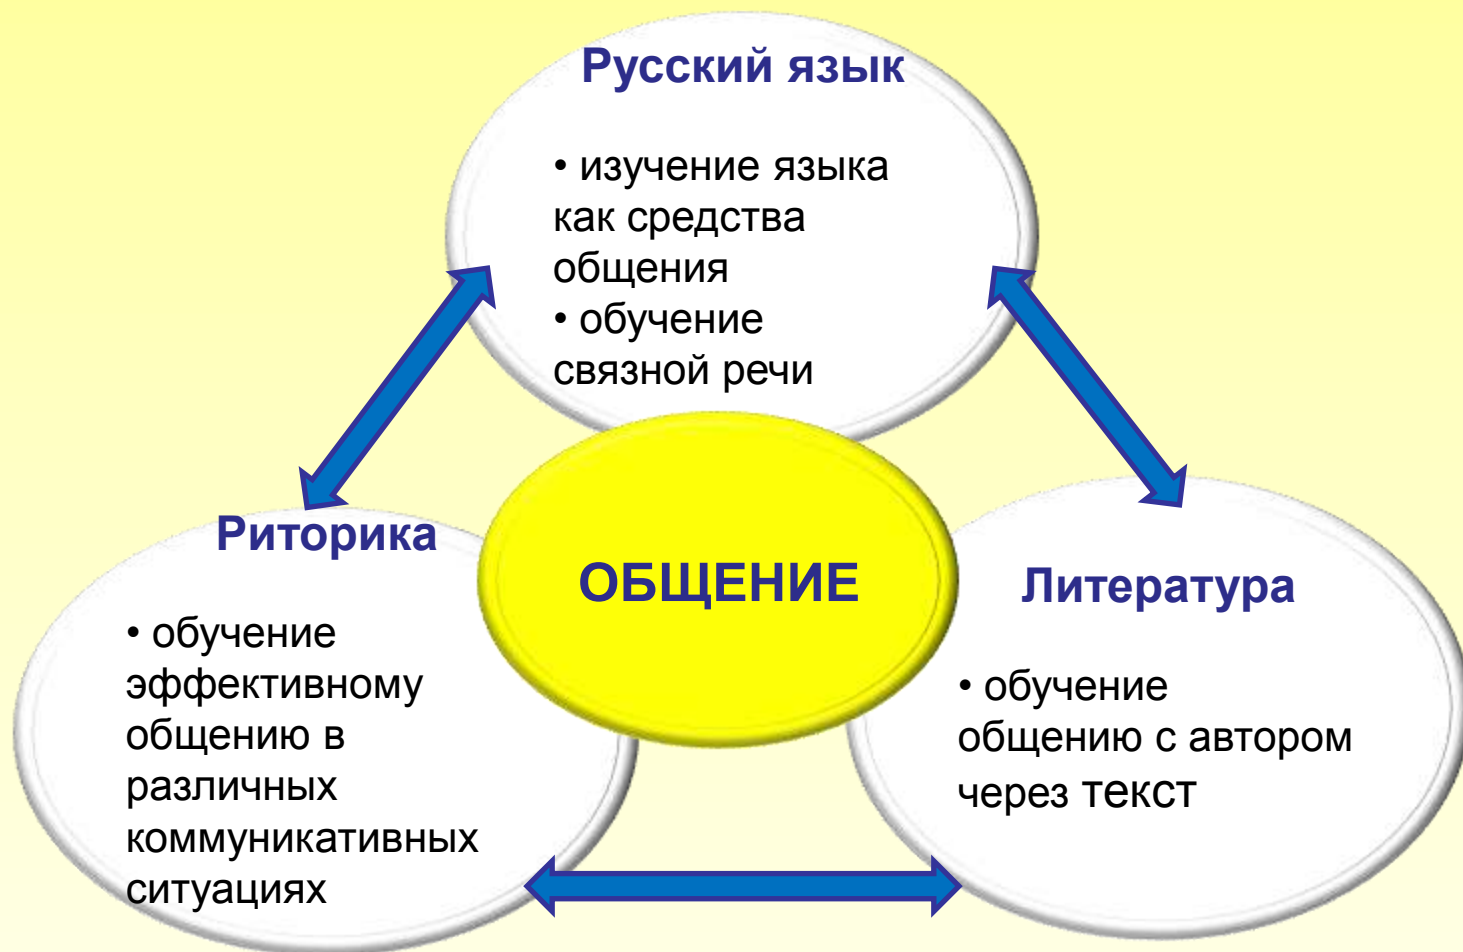 Русский язык
• изучение языка
как средства
общения
• обучение
связной речи
Риторика
• обучение
эффективному
общению в
различных
коммуникативных
ситуациях
ОБЩЕНИЕ
Литература
• обучение
общению с автором
через текст